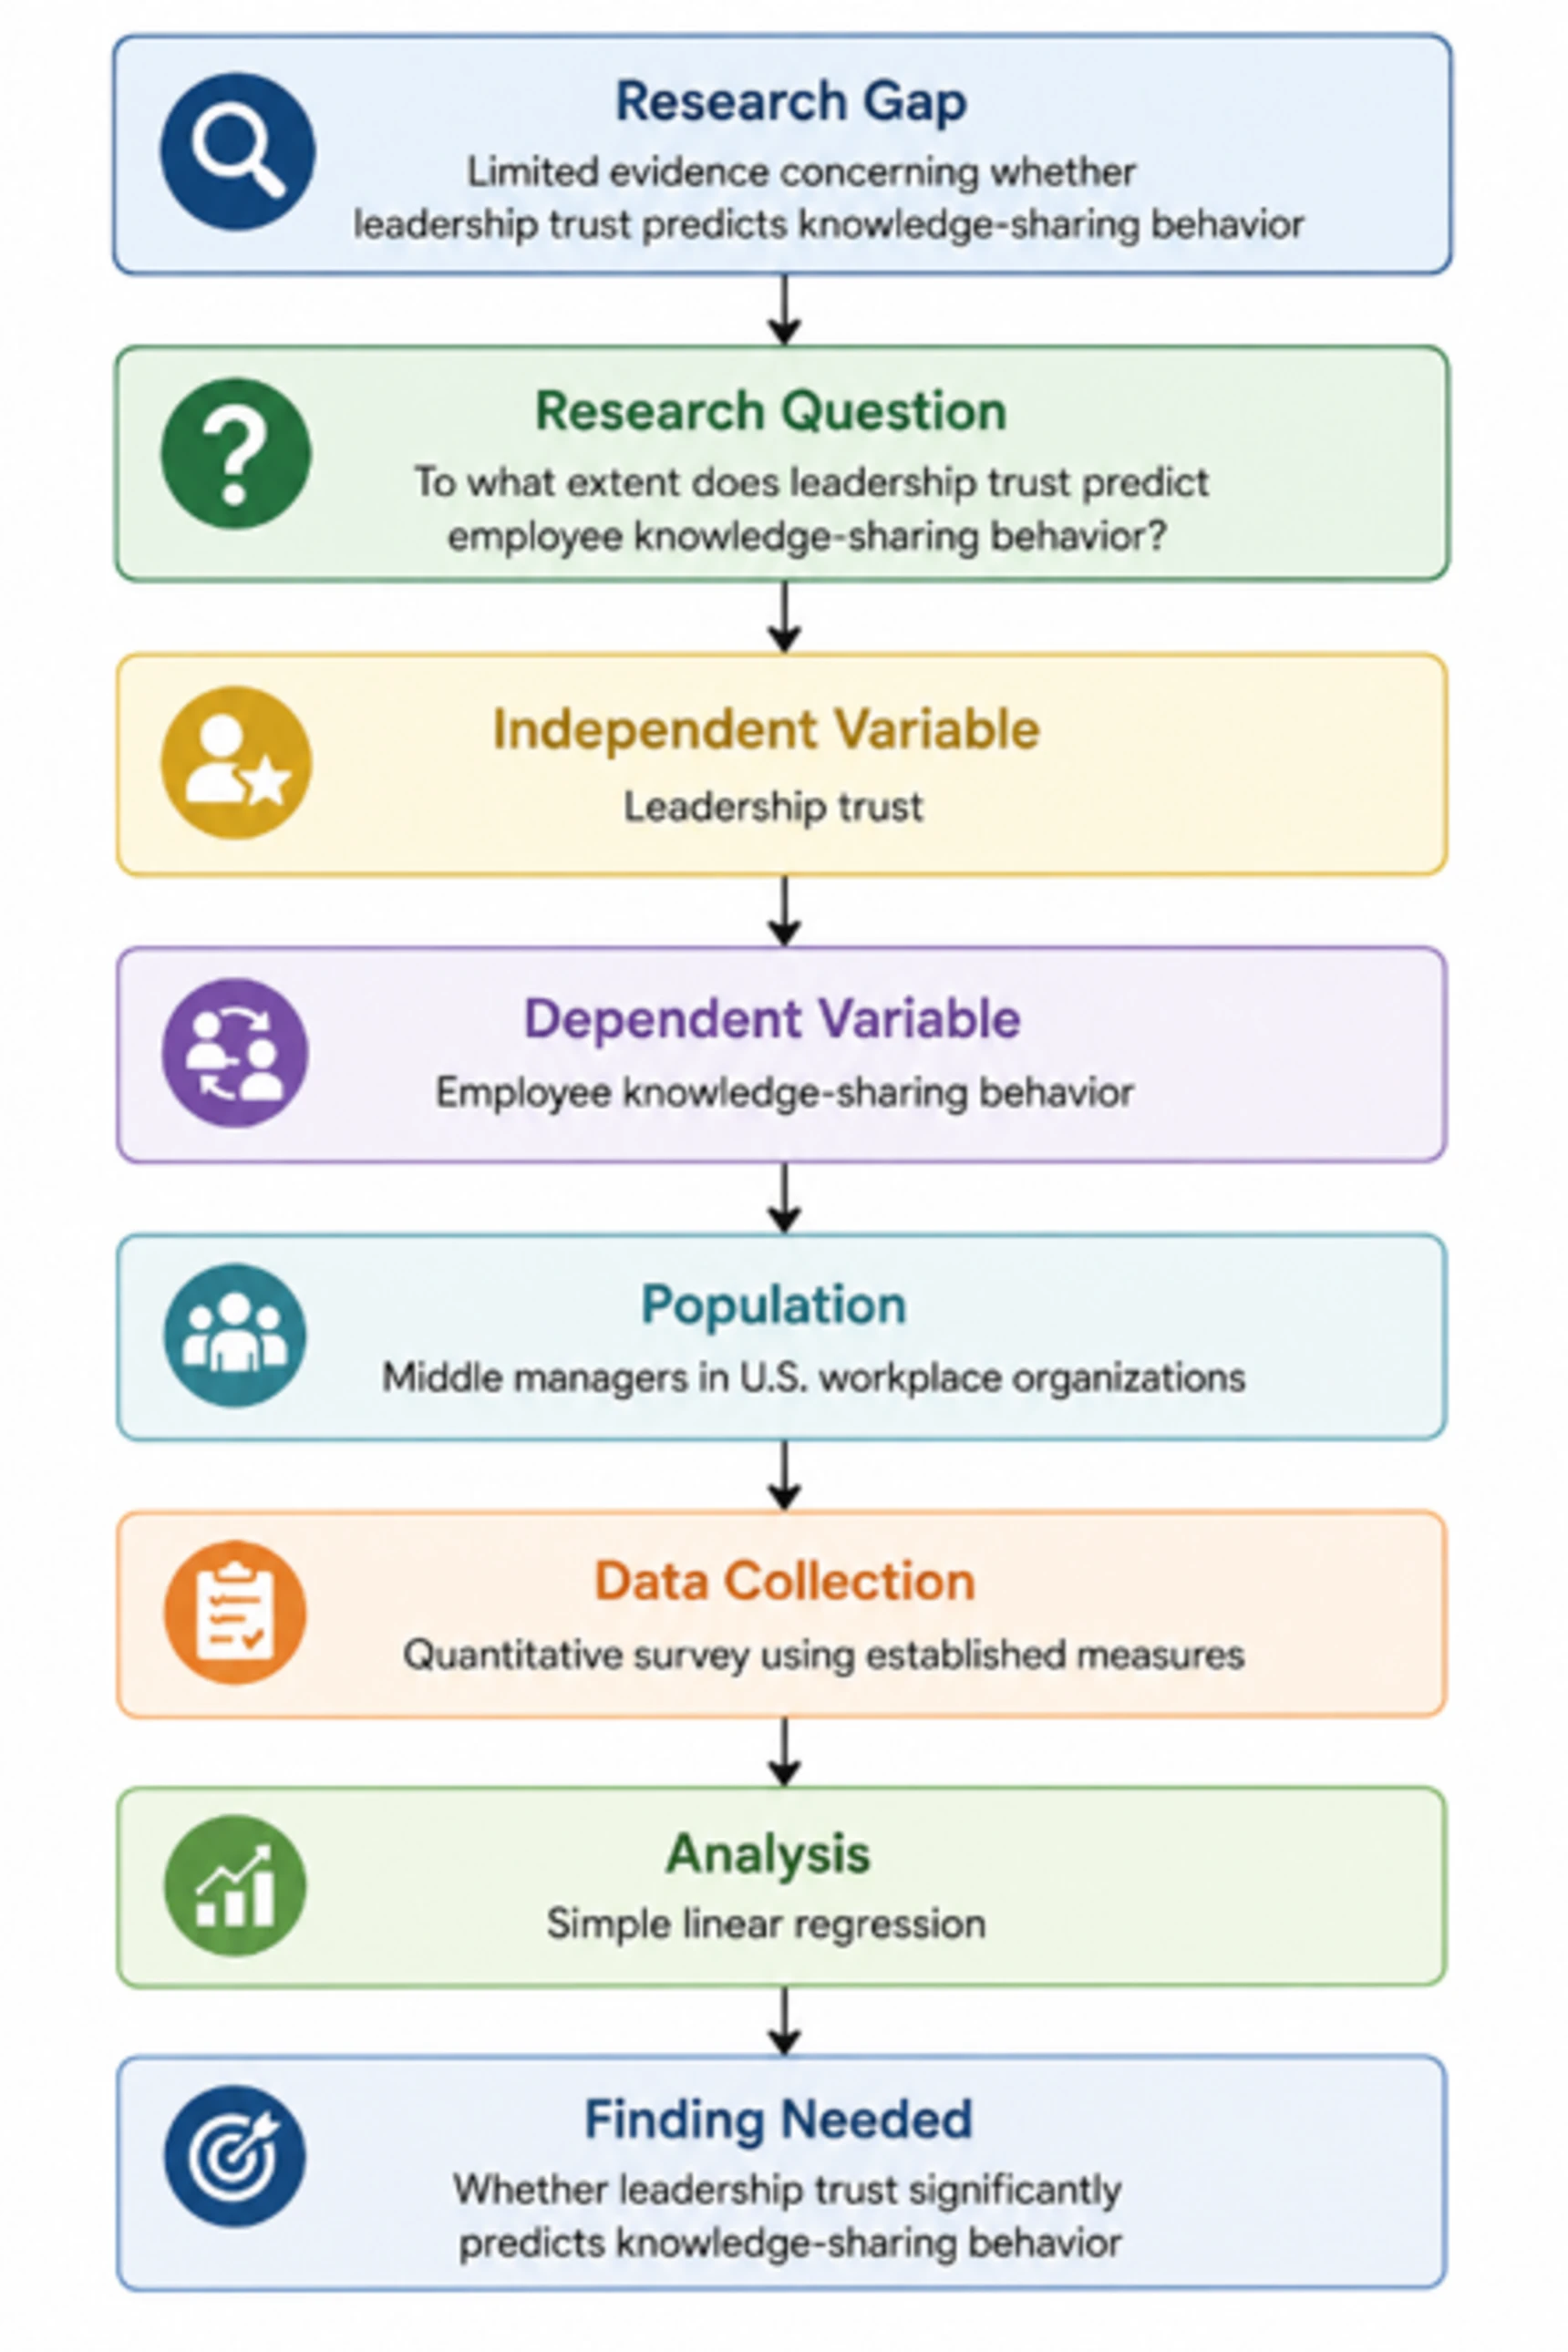 Research Gap
Limited evidence concerning whether
leadership trust predicts knowledge-sharing behavior
Research Question
To what extent does leadership trust predict
employee knowledge-sharing behavior?
Independent Variable
Leadership trust
Dependent Variable
Employee knowledge-sharing behavior
Population
Middle managers in U.S. workplace organizations
Data Collection
Quantitative survey using established measures
Analysis
Simple linear regression
Finding Needed
Whether leadership trust significantly
predicts knowledge-sharing behavior